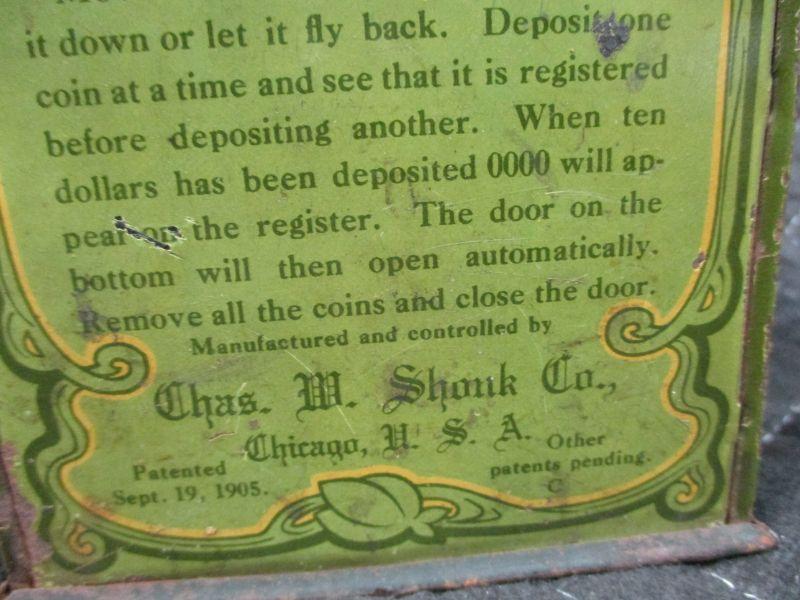 it down or let it fly back. Deposit one
coin at a time and see that it is registered
before depositing another. When ten
dollars has been deposited 0000 will ap-
pear on the register. The door on the
bottom will then open automatically.
Remove all the coins and close the door.
Manufactured and controlled by
Chas. W. Shonk Co.,
Chicago, U. S. A.
Patented
Sept. 19, 1905.
Other
patents pending.
C